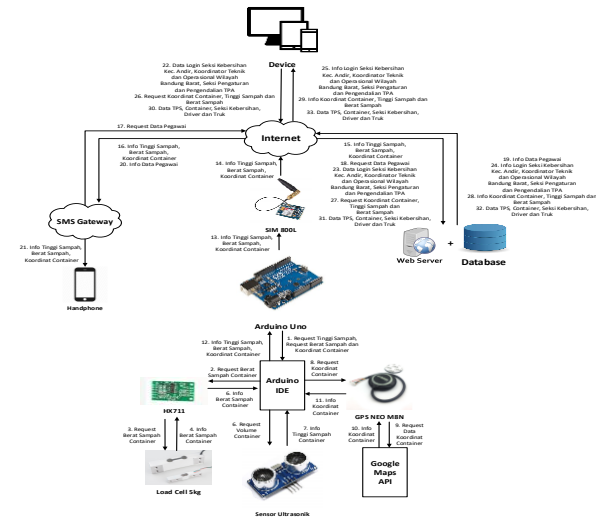 Device
22. Data Login Seksi Kebersihan
Kec. Andir, Koordinator Teknik
dan Operasional Wilayah
Bandung Barat, Seksi Pengaturan
dan Pengendalian TPA
26. Request Koordinat Container, Tinggi Sampah dan
Berat Sampah
30. Data TPS, Container, Seksi Kebersihan,
Driver dan Truk
25. Info Login Seksi Kebersihan
Kec. Andir, Koordinator Teknik
dan Operasional Wilayah
Bandung Barat, Seksi Pengaturan
dan Pengendalian TPA
29. Info Koordinat Container, Tinggi Sampah dan
Berat Sampah
33. Data TPS, Container, Seksi Kebersihan,
Driver dan Truk
17. Request Data Pegawai
Internet
16. Info Tinggi Sampah,
Berat Sampah,
Koordinat Container
20. Info Data Pegawai
14. Info Tinggi Sampah,
Berat Sampah,
Koordinat Container
15. Info Tinggi Sampah,
Berat Sampah,
Koordinat Container
18. Request Data Pegawai
23. Data Login Seksi Kebersihan
Kec. Andir, Koordinator Teknik
dan Operasional Wilayah
Bandung Barat, Seksi Pengaturan
dan Pengendalian TPA
27. Request Koordinat Container,
Tinggi Sampah dan
Berat Sampah
31. Data TPS, Container, Seksi Kebersihan,
Driver dan Truk
19. Info Data Pegawai
24. Info Login Seksi Kebersihan
Kec. Andir, Koordinator Teknik
dan Operasional Wilayah
Bandung Barat, Seksi Pengaturan
dan Pengendalian TPA
28. Info Koordinat Container, Tinggi Sampah dan
Berat Sampah
32. Data TPS, Container, Seksi Kebersihan,
Driver dan Truk
SMS Gateway
SIM 800L
Web Server
+
Database
21. Info Tinggi Sampah,
Berat Sampah,
Koordinat Container
13. Info Tinggi Sampah,
Berat Sampah,
Koordinat Container
Handphone
Arduino Uno
12. Info Tinggi Sampah,
Berat Sampah,
Koordinat Container
1. Request Tinggi Sampah,
Request Berat Sampah dan
Koordinat Container
2. Request Berat
Sampah Container
8. Request
Koordinat
Container
Arduino
IDE
HX711
6. Info
Berat Sampah
Container
11. Info
Koordinat
Container
GPS NEO M8N
3. Request
Berat Sampah
Container
4. Info
Berat Sampah
Container
6. Request
Volume
Container
7. Info
Tinggi Sampah
Container
10. Info
Koordinat
Container
9. Request
Data
Koordinat
Container
Load Cell 5kg
Google
Maps
API
Sensor Ultrasonik